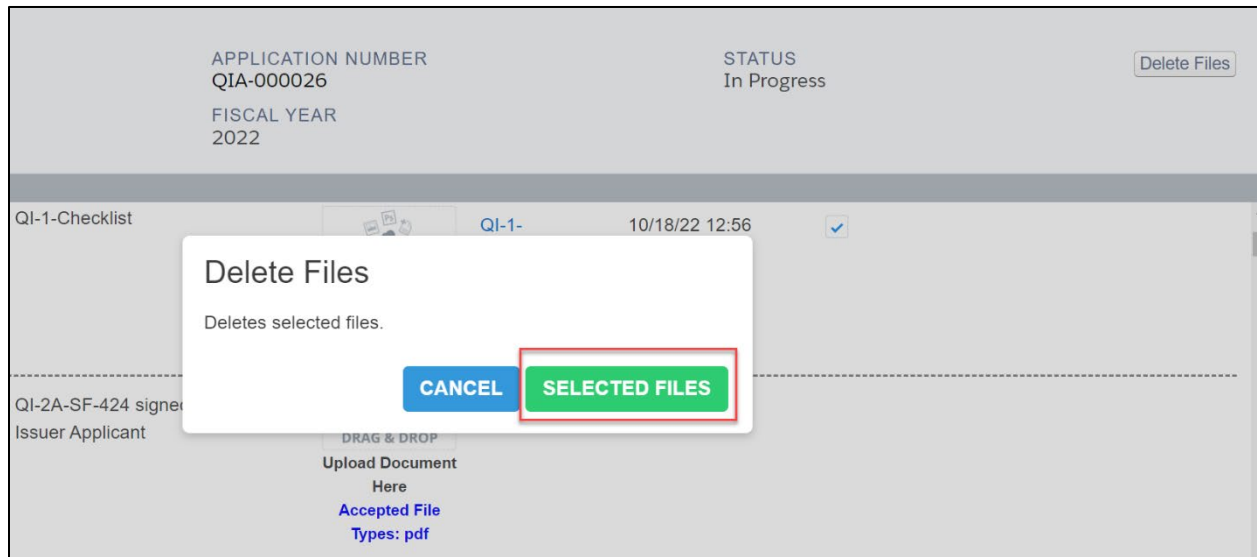 APPLICATION NUMBER
QIA-000026
STATUS
In Progress
Delete Files
FISCAL YEAR
2022
QI-1-Checklist
Ps
QI-1-
10/18/22 12:56
Delete Files
Deletes selected files.
CANCEL
SELECTED FILES
QI-2A-SF-424 signed
Issuer Applicant
DRAG & DROP
Upload Document
Here
Accepted File
Types: pdf